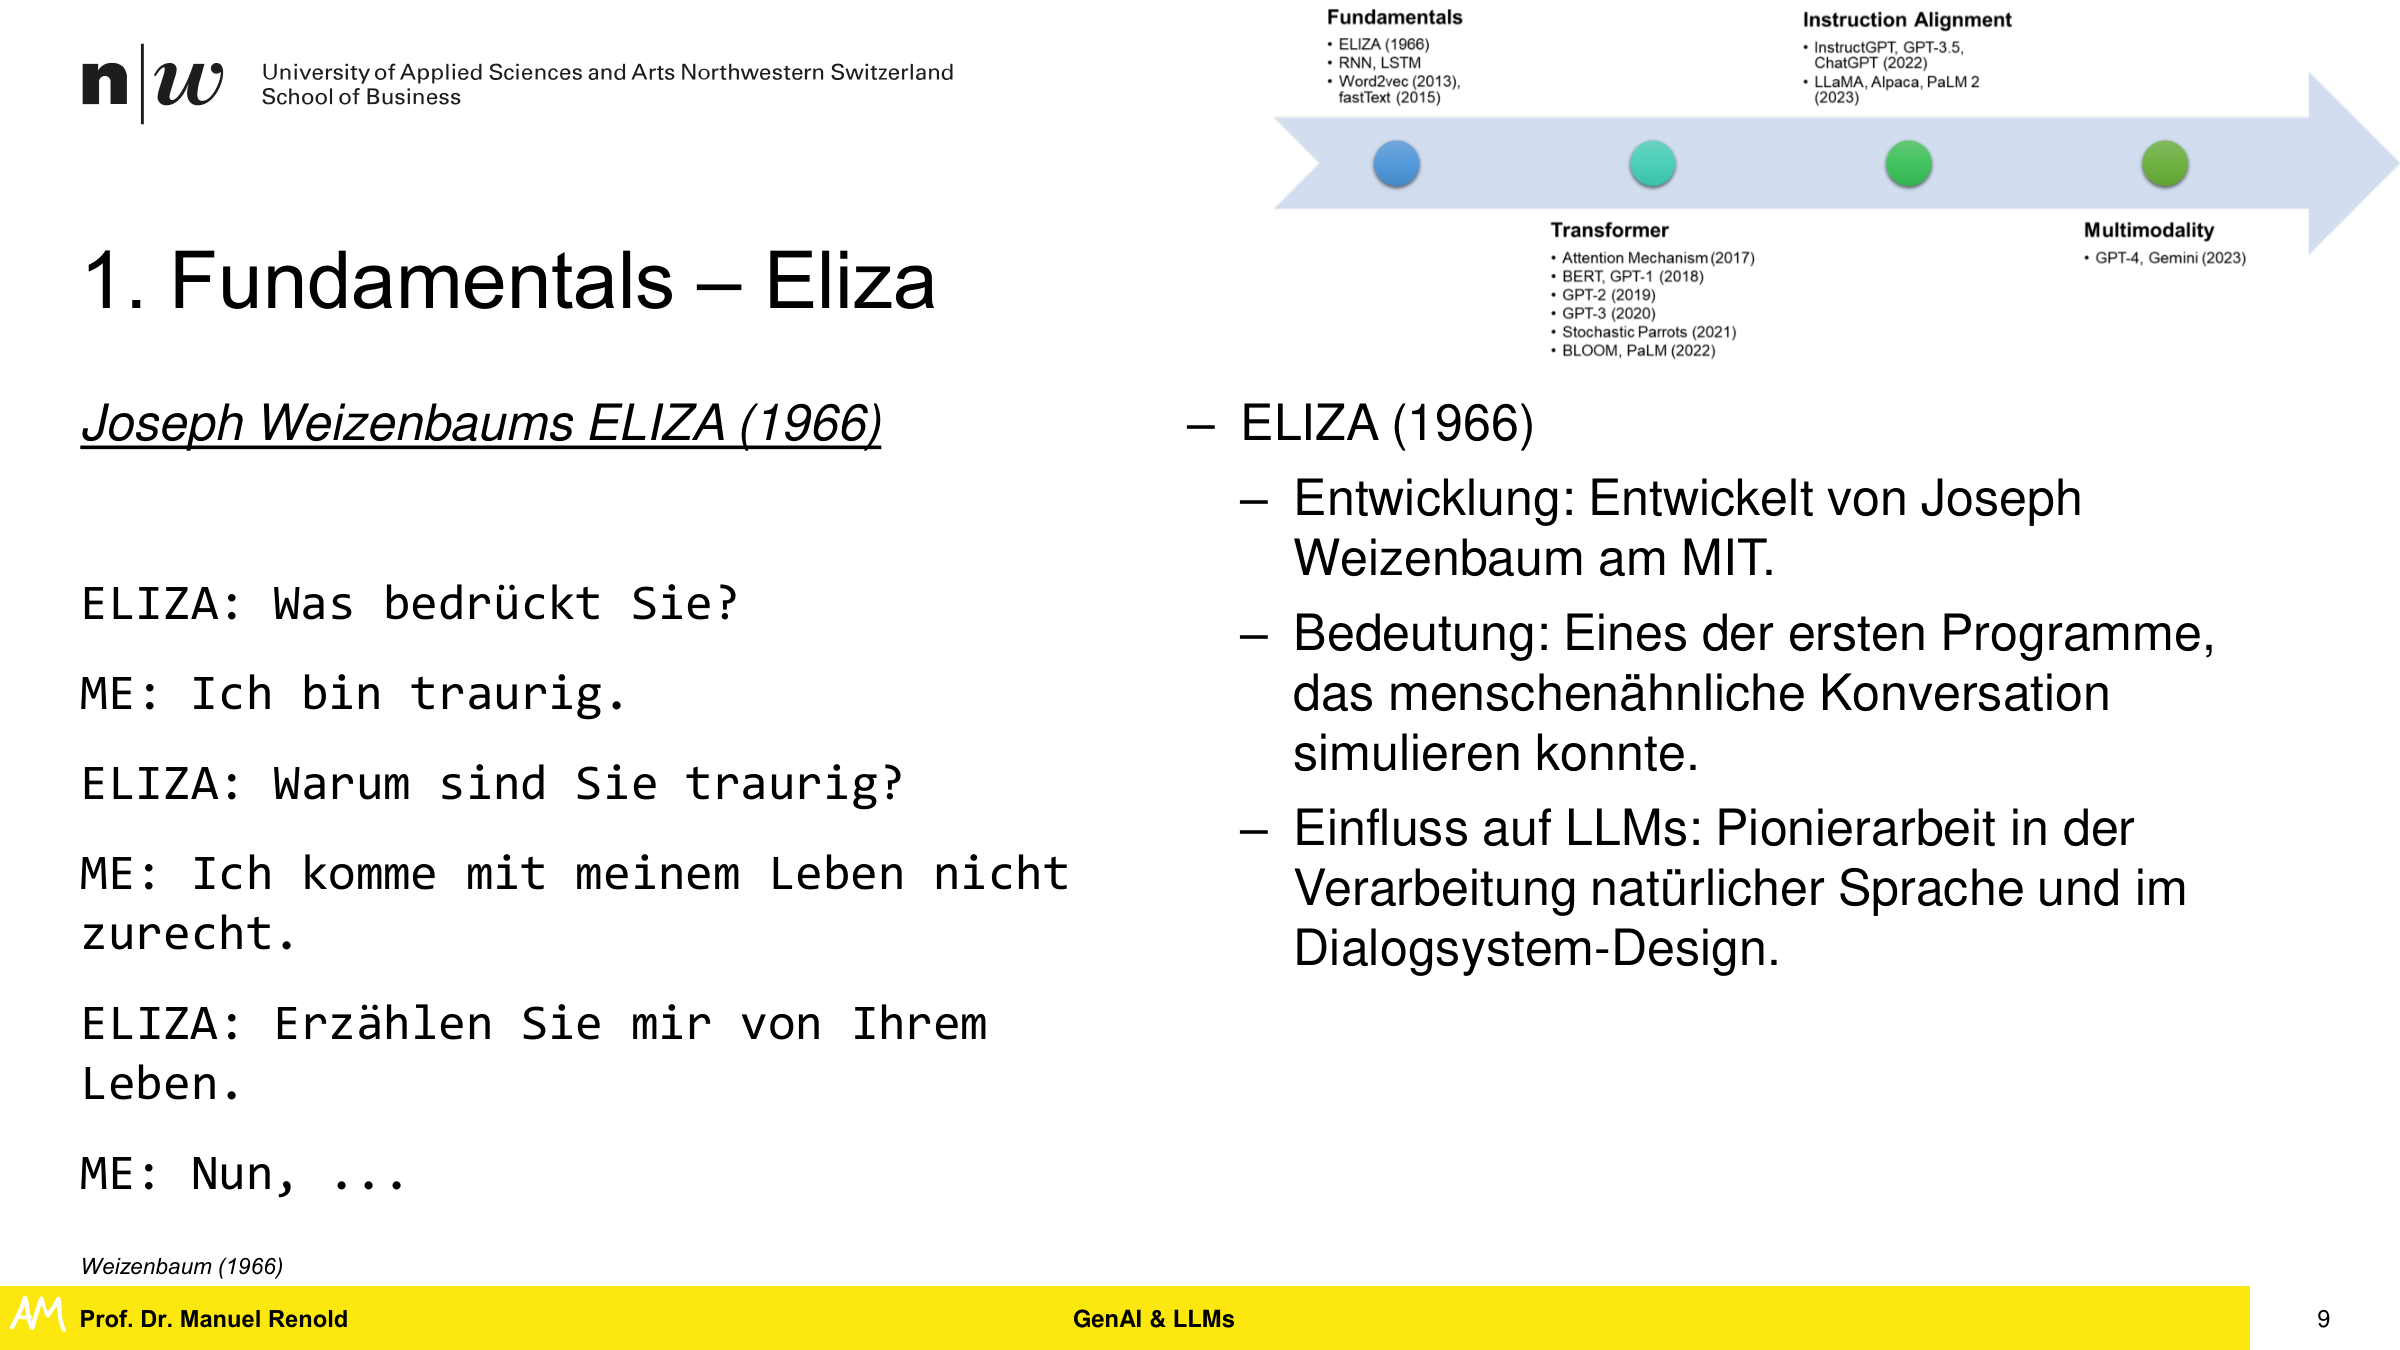 n|w University of Applied Sciences and Arts Northwestern Switzerland
School of Business
Fundamentals
• ELIZA (1966)
• RNN, LSTM
• Word2vec (2013),
fastText (2015)
Instruction Alignment
• InstructGPT, GPT-3.5,
ChatGPT (2022)
• LLaMA, Alpaca, PaLM 2
(2023)
Transformer
• Attention Mechanism (2017)
• BERT, GPT-1 (2018)
• GPT-2 (2019)
• GPT-3 (2020)
• Stochastic Parrots (2021)
• BLOOM, PaLM (2022)
Multimodality
• GPT-4, Gemini (2023)
1. Fundamentals – Eliza
Joseph Weizenbaums ELIZA (1966)
ELIZA: Was bedrückt Sie?
ME: Ich bin traurig.
ELIZA: Warum sind Sie traurig?
ME: Ich komme mit meinem Leben nicht
zurecht.
ELIZA: Erzählen Sie mir von Ihrem
Leben.
ME: Nun, ...
– ELIZA (1966)
– Entwicklung: Entwickelt von Joseph
Weizenbaum am MIT.
– Bedeutung: Eines der ersten Programme,
das menschenähnliche Konversation
simulieren konnte.
– Einfluss auf LLMs: Pionierarbeit in der
Verarbeitung natürlicher Sprache und im
Dialogsystem-Design.
Weizenbaum (1966)
AM Prof. Dr. Manuel Renold
GenAI & LLMs
9